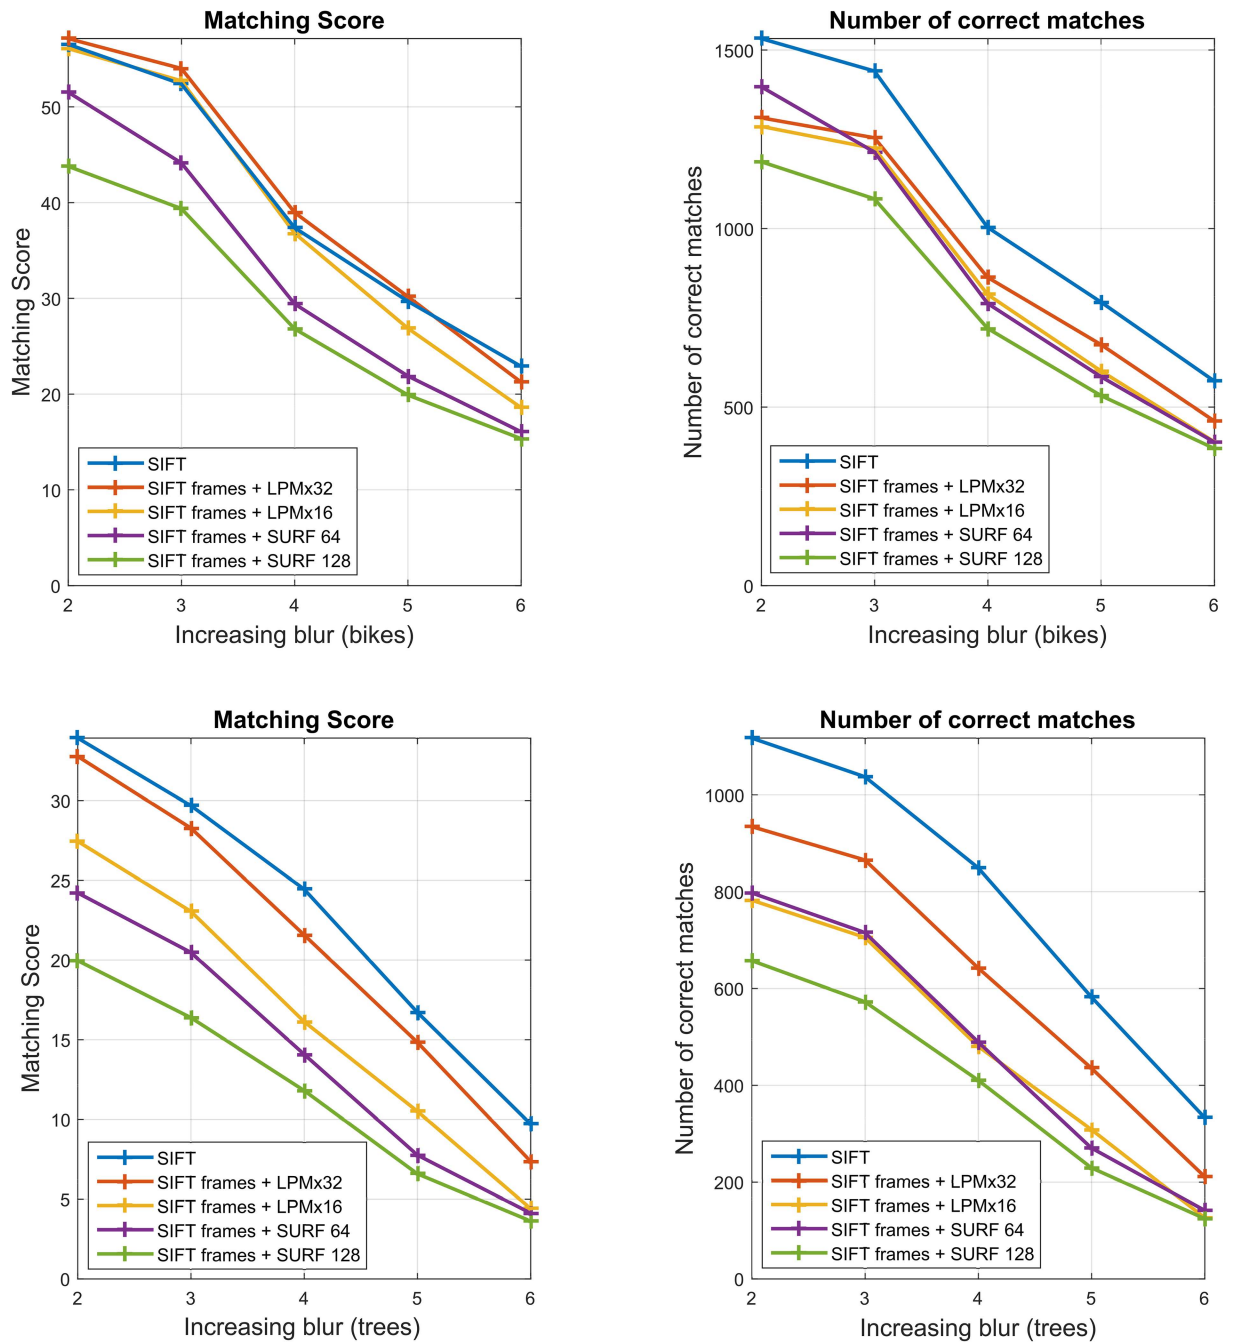 Matching Score
50
40
30
20
10
0
2 3 4 5 6
Matching Score
Increasing blur (bikes)
SIFT
SIFT frames + LPMx32
SIFT frames + LPMx16
SIFT frames + SURF 64
SIFT frames + SURF 128
Number of correct matches
1500
1000
500
0
2 3 4 5 6
Number of correct matches
Increasing blur (bikes)
SIFT
SIFT frames + LPMx32
SIFT frames + LPMx16
SIFT frames + SURF 64
SIFT frames + SURF 128
Matching Score
30
25
20
15
10
5
0
2 3 4 5 6
Matching Score
Increasing blur (trees)
SIFT
SIFT frames + LPMx32
SIFT frames + LPMx16
SIFT frames + SURF 64
SIFT frames + SURF 128
Number of correct matches
1000
800
600
400
200
0
2 3 4 5 6
Number of correct matches
Increasing blur (trees)
SIFT
SIFT frames + LPMx32
SIFT frames + LPMx16
SIFT frames + SURF 64
SIFT frames + SURF 128